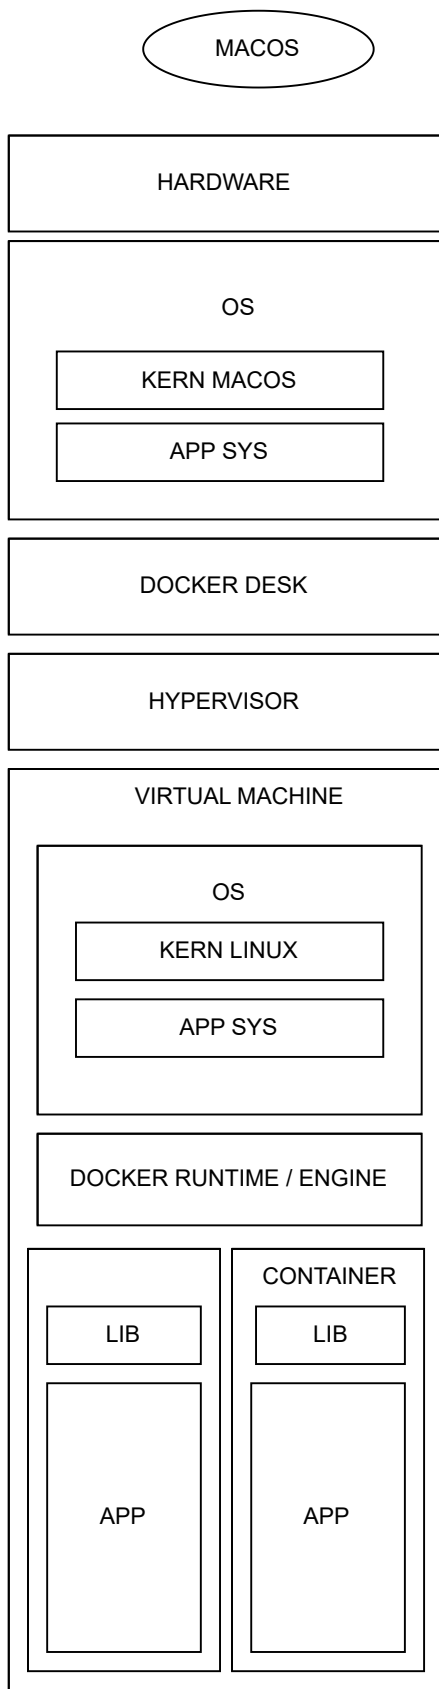 MACOS
HARDWARE
OS
KERN MACOS
APP SYS
DOCKER DESK
HYPERVISOR
VIRTUAL MACHINE
OS
KERN LINUX
APP SYS
DOCKER RUNTIME / ENGINE
CONTAINER
LIB
LIB
APP
APP